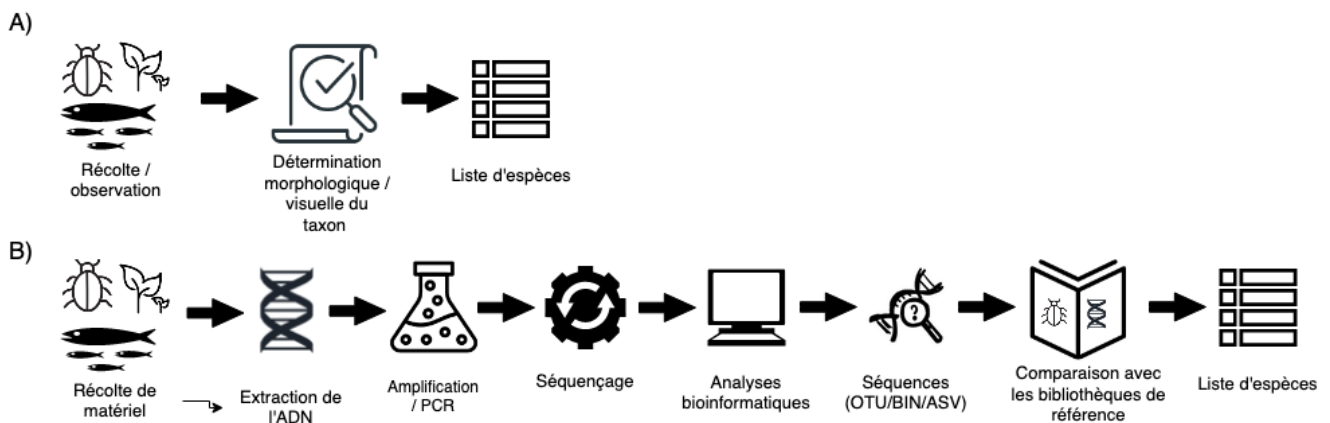 A)
Récolte /
observation
Détermination
morphologique /
visuelle du
taxon
Liste d'espèces
B)
Récolte de
matériel
Extraction de
l'ADN
Amplification
/ PCR
Séquençage
Analyses
bioinformatiques
?
Séquences
(OTU/BIN/ASV)
Comparaison avec
les bibliothèques de
référence
Liste d'espèces